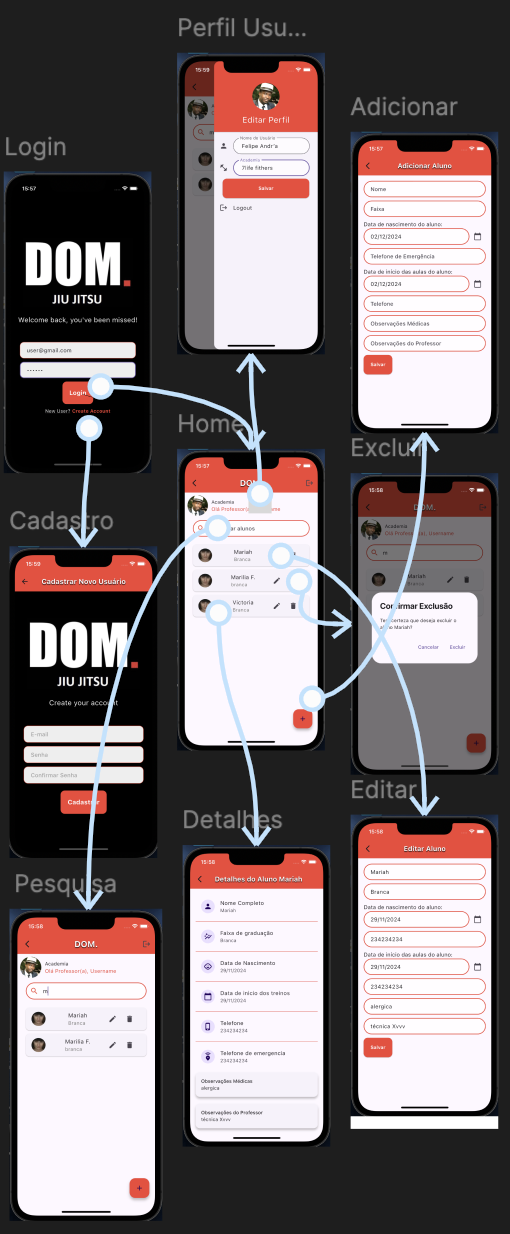 Perfil Usu...
15:59
Editar Perfil
Nome de Usuário
Felipe Andr's
Academia
7life fithers
Salvar
Logout
Adicionar
15:57
Adicionar Aluno
Nome
Faixa
Data de nascimento do aluno:
02/12/2024
Telefone de Emergência
Data de início das aulas do aluno:
02/12/2024
Telefone
Observações Médicas
Observações do Professor
Salvar
Login
15:57
DOM.
JIU JITSU
Welcome back, you've been missed!
user@gmail.com
••••••
Login
New User? Create Account
Home
15:57
DOM.
Academia
Olá Professor(a),
alunos
Mariah
Branca
Marilia F.
branca
Victoria
Branca
+
Excluir
15:58
DOM.
Academia
Olá Professor(a), Username
m
Mariah
Branca
Confirmar Exclusão
certeza que deseja excluir o
Mariah?
Cancelar Excluir
+
Cadastro
15:59
Cadastrar Novo Usuário
DOM.
JIU JITSU
Create your account
E-mail
Senha
Confirmar Senha
Cadastrar
Editar
15:58
Editar Aluno
Mariah
Branca
Data de nascimento do aluno:
29/11/2024
234234234
Data de início das aulas do aluno:
29/11/2024
234234234
alergica
técnica Xvvv
Salvar
Detalhes
15:58
Detalhes do Aluno Mariah
Nome Completo
Mariah
Faixa de graduação
Branca
Data de Nascimento
29/11/2024
Data de inicio dos treinos
29/11/2024
Telefone
234234234
Telefone de emergencia
234234234
Observações Médicas
alergica
Observações do Professor
técnica Xvvv
Pesquisa
15:58
DOM.
Academia
Olá Professor(a), Username
m
Mariah
Branca
Marilia F.
branca
+